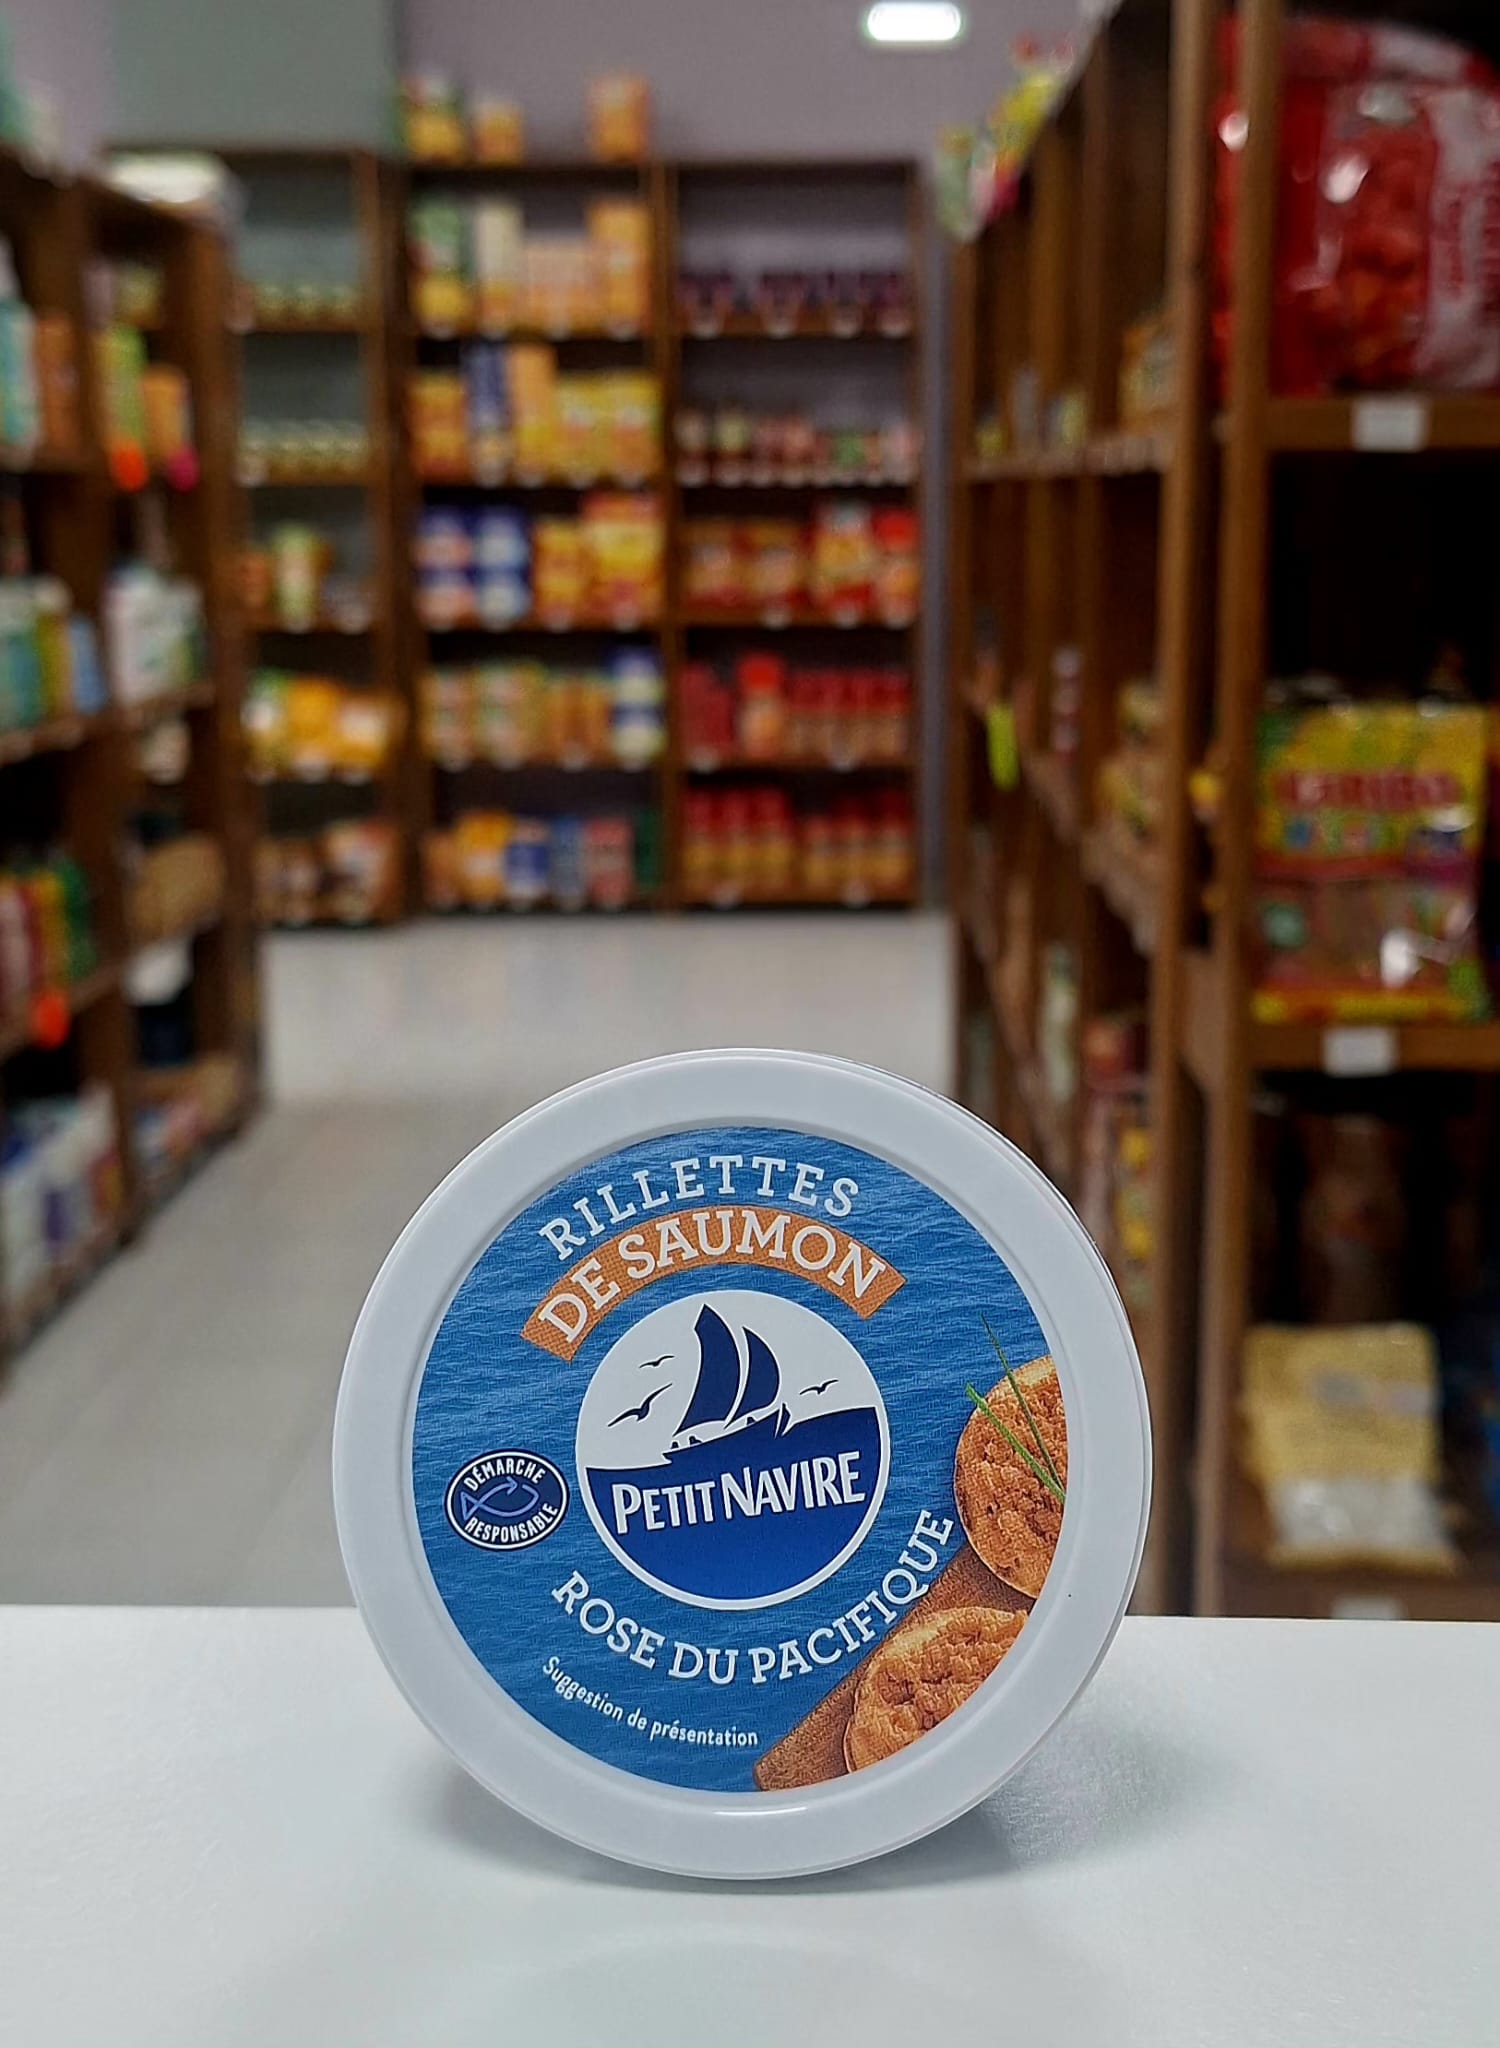 RILLETTES
DE SAUMON
PETIT NAVIRE
DÉMARCHE
RESPONSABLE
ROSE DU PACIFIQUE
Suggestion de présentation